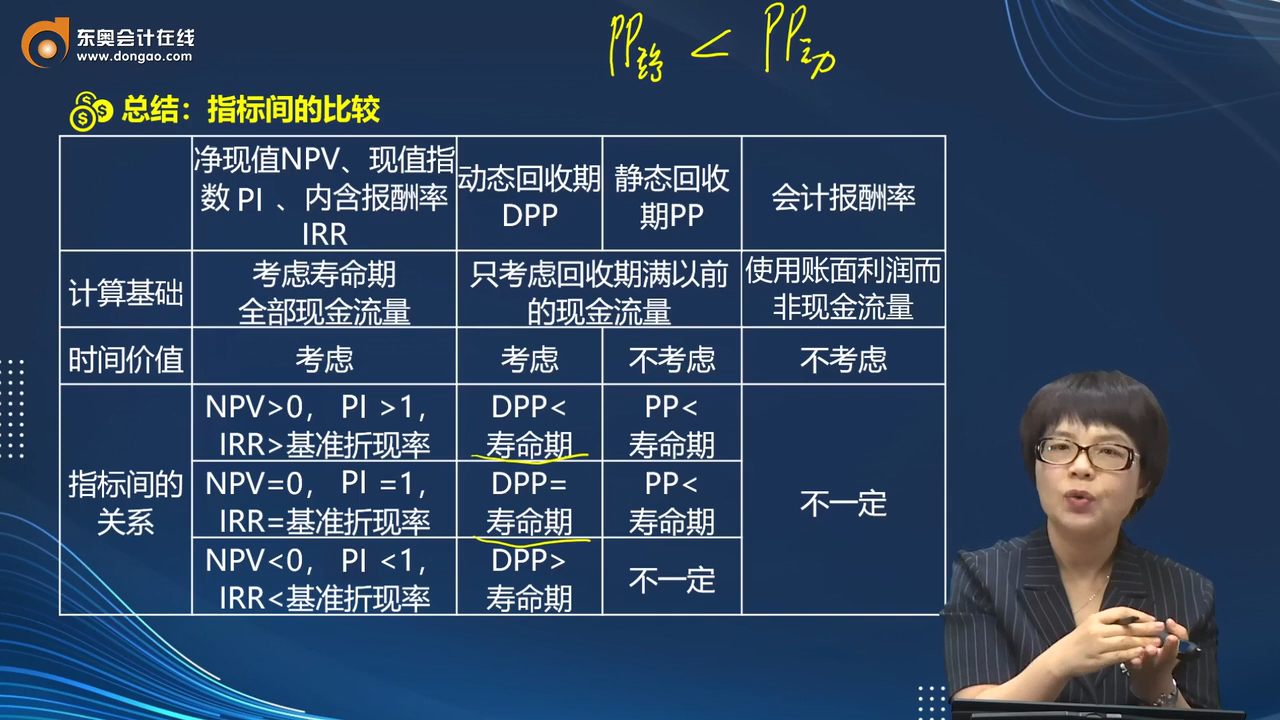 东奥会计在线
www.dongao.com
PP静 < PP动
总结：指标间的比较
净现值NPV、现值指
数 PI 、内含报酬率
IRR
动态回收期
DPP
静态回收
期PP
会计报酬率
计算基础
考虑寿命期
全部现金流量
只考虑回收期满以前
的现金流量
使用账面利润而
非现金流量
时间价值
考虑
考虑
不考虑
不考虑
指标间的
关系
NPV>0， PI >1，
IRR>基准折现率
DPP<
寿命期
PP<
寿命期
不一定
NPV=0， PI =1，
IRR=基准折现率
DPP=
寿命期
PP<
寿命期
NPV<0， PI <1，
IRR<基准折现率
DPP>
寿命期
不一定